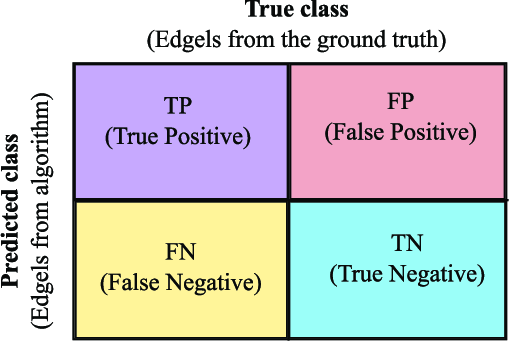 True class
(Edgels from the ground truth)
Predicted class
(Edgels from algorithm)
TP
(True Positive)
FP
(False Positive)
FN
(False Negative)
TN
(True Negative)